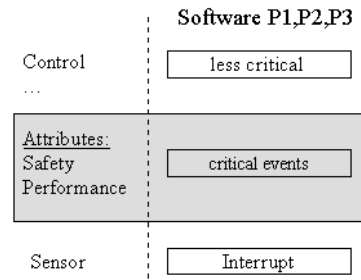 Software P1,P2,P3
Control
less critical
...
Attributes:
Safety
critical events
Performance
Sensor
Interrupt